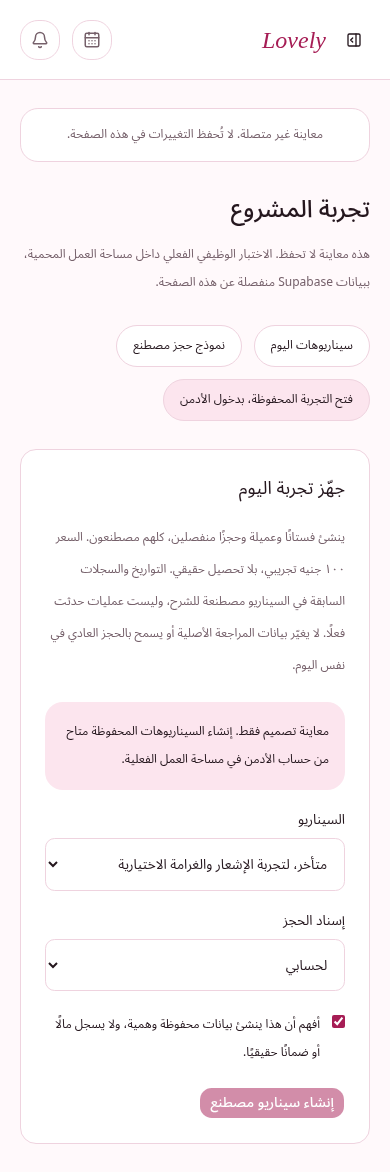 Lovely
معاينة غير متصلة. لا تُحفظ التغييرات في هذه الصفحة.
تجربة المشروع
هذه معاينة لا تحفظ. الاختبار الوظيفي الفعلي داخل مساحة العمل المحمية،
ببيانات Supabase منفصلة عن هذه الصفحة.
سيناريوهات اليوم
نموذج حجز مصطنع
فتح التجربة المحفوظة، بدخول الأدمن
جهّز تجربة اليوم
ينشئ فستانًا وعميلة وحجزًا منفصلين، كلهم مصطنعون. السعر
١٠٠ جنيه تجريبي، بلا تحصيل حقيقي. التواريخ والسجلات
السابقة في السيناريو مصطنعة للشرح، وليست عمليات حدثت
فعلًا. لا يغيّر بيانات المراجعة الأصلية أو يسمح بالحجز العادي في
نفس اليوم.
معاينة تصميم فقط. إنشاء السيناريوهات المحفوظة متاح
من حساب الأدمن في مساحة العمل الفعلية.
السيناريو
متأخر، لتجربة الإشعار والغرامة الاختيارية
إسناد الحجز
لحسابي
أفهم أن هذا ينشئ بيانات محفوظة وهمية، ولا يسجل مالًا
أو ضمانًا حقيقيًا.
إنشاء سيناريو مصطنع